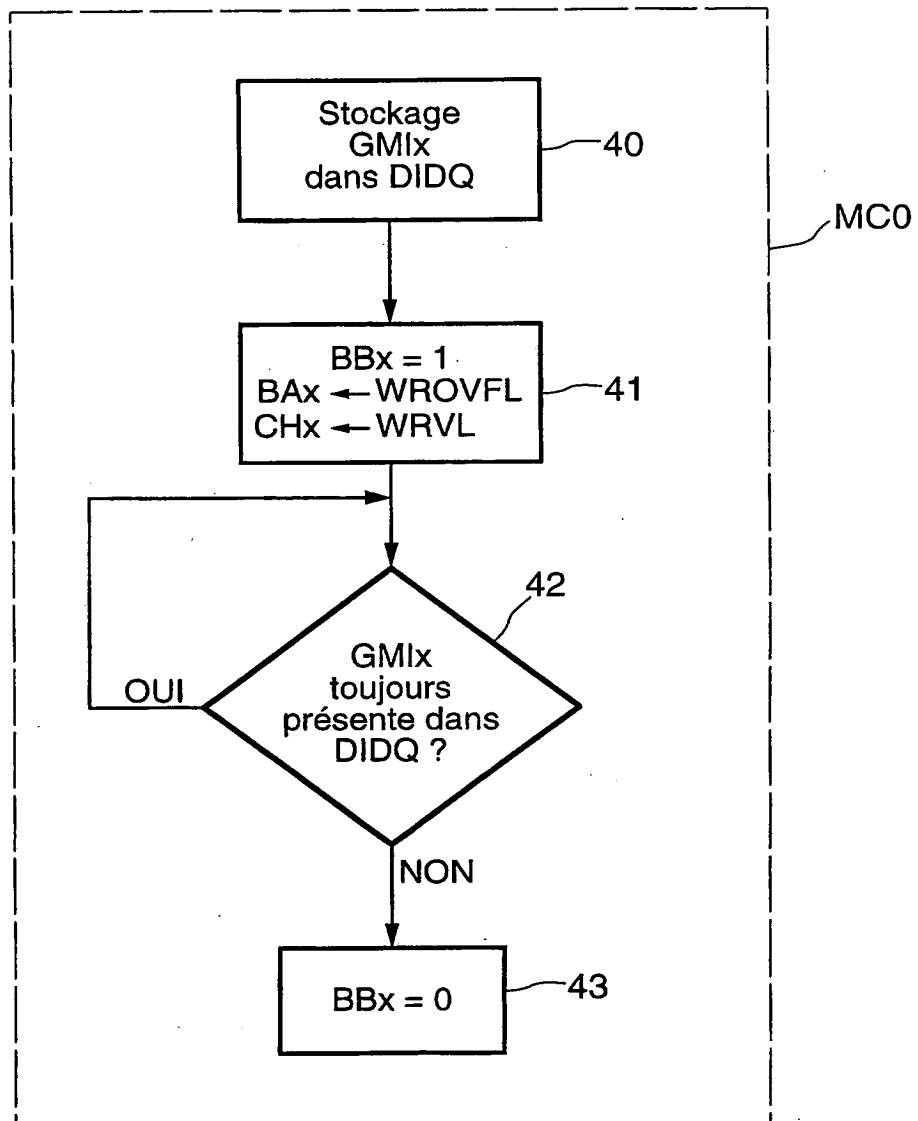 Stockage
GMIx
dans DIDQ
40
MC0
BBx = 1
BAx ← WROVFL
CHx ← WRVL
41
42
GMIx
toujours
présente dans
DIDQ ?
OUI
NON
BBx = 0
43